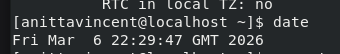 RTC in local TZ: no
[anittavincent@localhost ~]$ date
Fri Mar  6 22:29:47 GMT 2026